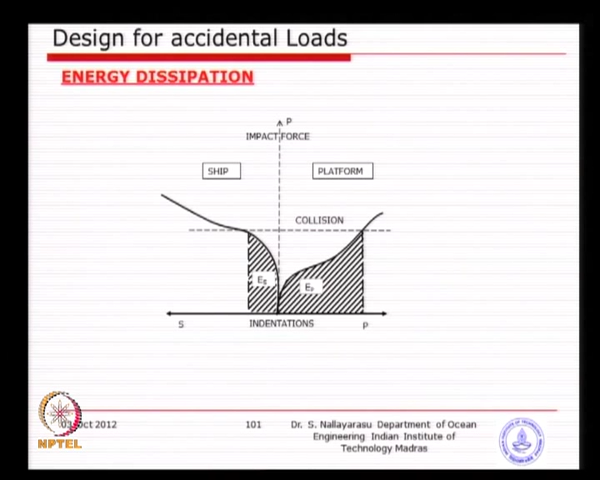 Design for accidental Loads
ENERGY DISSIPATION
P
IMPACT FORCE
SHIP
PLATFORM
COLLISION
ES
EP
S
INDENTATIONS
P
03 Oct 2012
101
Dr. S. Nallayarasu Department of Ocean
Engineering Indian Institute of
Technology Madras
NPTEL